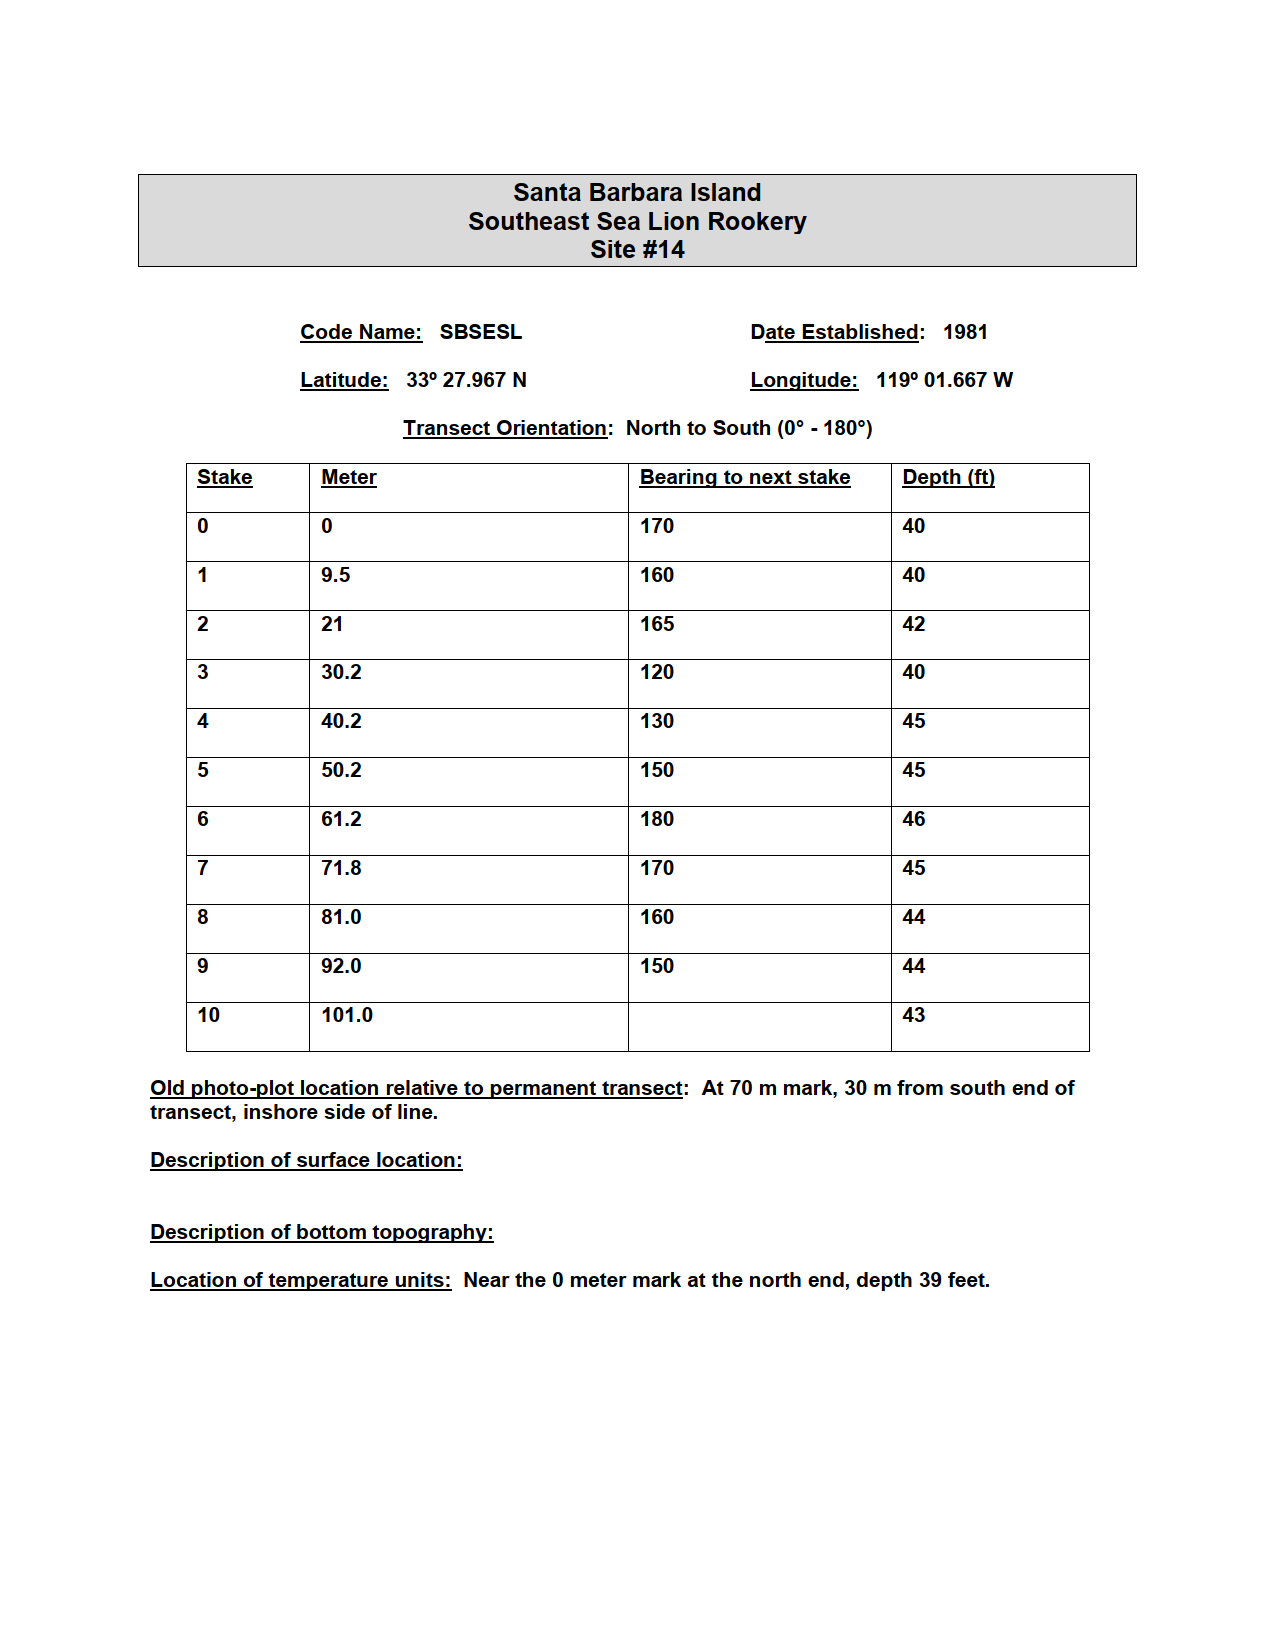 Santa Barbara Island
Southeast Sea Lion Rookery
Site #14
Code Name: SBSESL Date Established: 1981
Latitude: 33º 27.967 N Longitude: 119º 01.667 W
Transect Orientation: North to South (0° - 180°)
Stake Meter Bearing to next stake Depth (ft)
0 0 170 40
1 9.5 160 40
2 21 165 42
3 30.2 120 40
4 40.2 130 45
5 50.2 150 45
6 61.2 180 46
7 71.8 170 45
8 81.0 160 44
9 92.0 150 44
10 101.0 43
Old photo-plot location relative to permanent transect: At 70 m mark, 30 m from south end of
transect, inshore side of line.
Description of surface location:
Description of bottom topography:
Location of temperature units: Near the 0 meter mark at the north end, depth 39 feet.